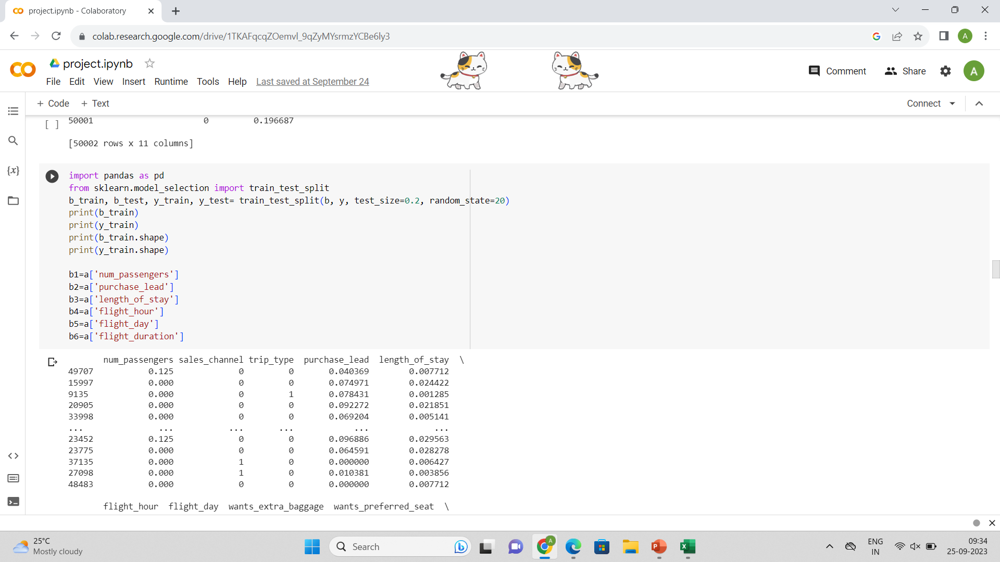 project.ipynb - Colaboratory
colab.research.google.com/drive/1TKAFqcqZOemvl_9qZyMYsrmzYCBe6ly3
A
project.ipynb
File Edit View Insert Runtime Tools Help Last saved at September 24
Comment Share A
+ Code + Text
Connect
{x}
50001 0 0.196687
[ ]
[50002 rows x 11 columns]
import pandas as pd
from sklearn.model_selection import train_test_split
b_train, b_test, y_train, y_test= train_test_split(b, y, test_size=0.2, random_state=20)
print(b_train)
print(y_train)
print(b_train.shape)
print(y_train.shape)
b1=a['num_passengers']
b2=a['purchase_lead']
b3=a['length_of_stay']
b4=a['flight_hour']
b5=a['flight_day']
b6=a['flight_duration']
num_passengers sales_channel trip_type purchase_lead length_of_stay \
49707 0.125 0 0 0.040369 0.007712
15997 0.000 0 0 0.074971 0.024422
9135 0.000 0 1 0.078431 0.001285
20905 0.000 0 0 0.092272 0.021851
33998 0.000 0 0 0.069204 0.005141
... ... ... ... ... ...
23452 0.125 0 0 0.096886 0.029563
23775 0.000 0 0 0.064591 0.028278
37135 0.000 1 0 0.000000 0.006427
27098 0.000 1 0 0.010381 0.003856
48483 0.000 0 0 0.000000 0.007712
flight_hour flight_day wants_extra_baggage wants_preferred_seat \
25°C
Mostly cloudy
Search
A
P
X
ENG
IN
09:34
25-09-2023